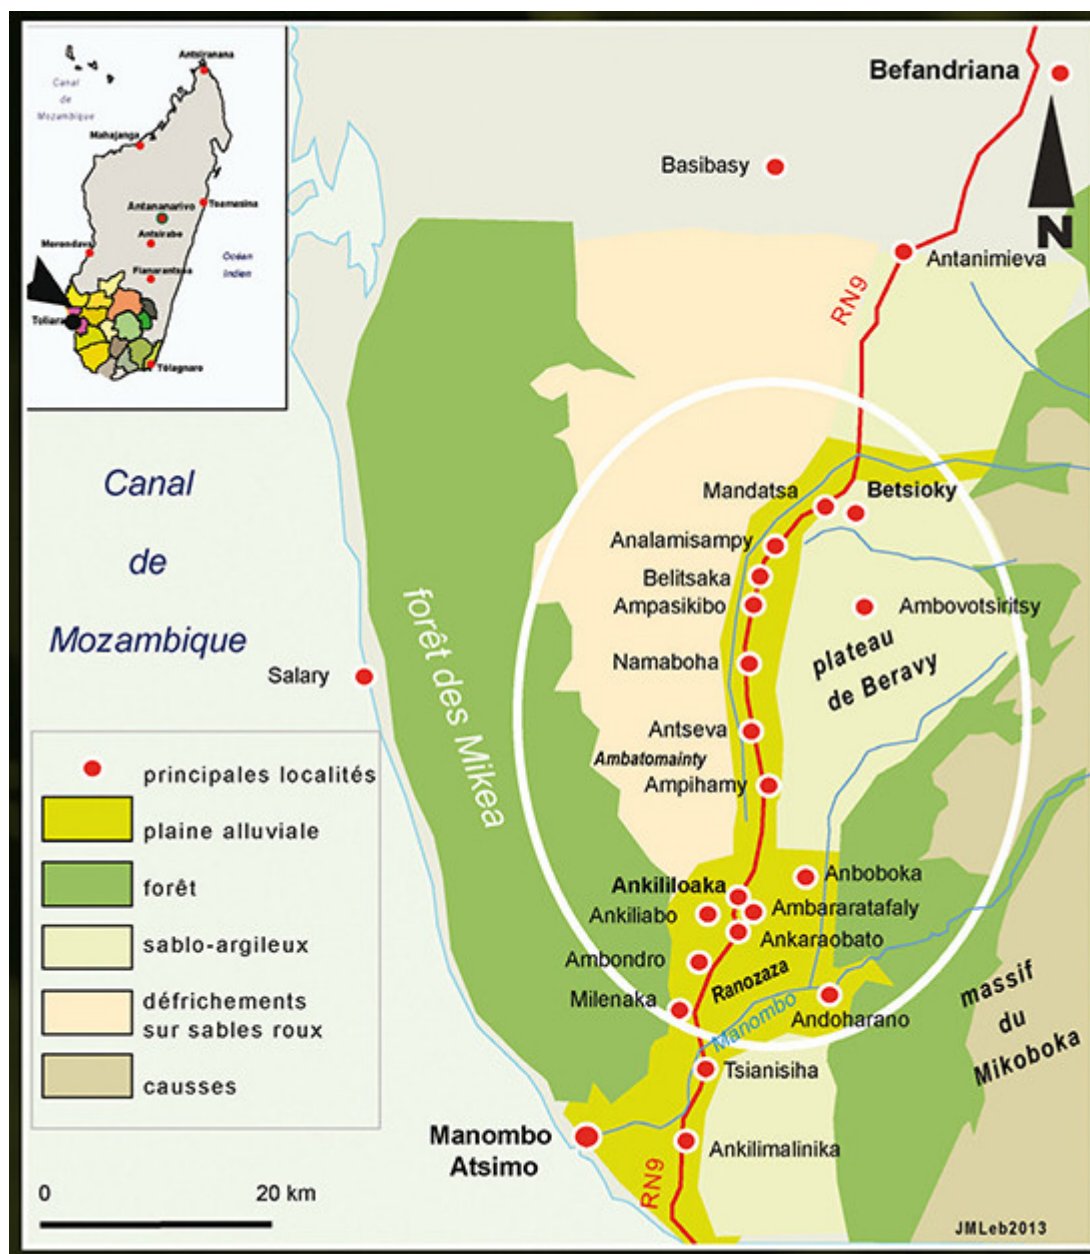 Antsiranana
Canal
de
Mozambique
Mahajanga
Antananarivo
Toamasina
Antsirabe
Morondava
Océan
Indien
Fianarantsoa
Toliara
Tôlagnaro
Befandriana
Basibasy
N
Antanimieva
RN9
Canal
de
Mozambique
Mandatsa
Betsioky
Analamisampy
Belitsaka
Ampasikibo
Ambovotsiritsy
forêt des Mikea
Namaboha
plateau
de Beravy
Salary
Antseva
Ambatomainty
Ampihamy
principales localités
plaine alluviale
forêt
sablo-argileux
défrichements
sur sables roux
causses
Anboboka
Ankililoaka
Ankiliabo
Ambararatafaly
Ankaraobato
Ambondro
Ranozaza
Milenaka
Manombo
Andoharano
massif
du
Mikoboka
Tsianisiha
Manombo
Atsimo
Ankilimalinika
RN9
0 20 km
JMLeb2013